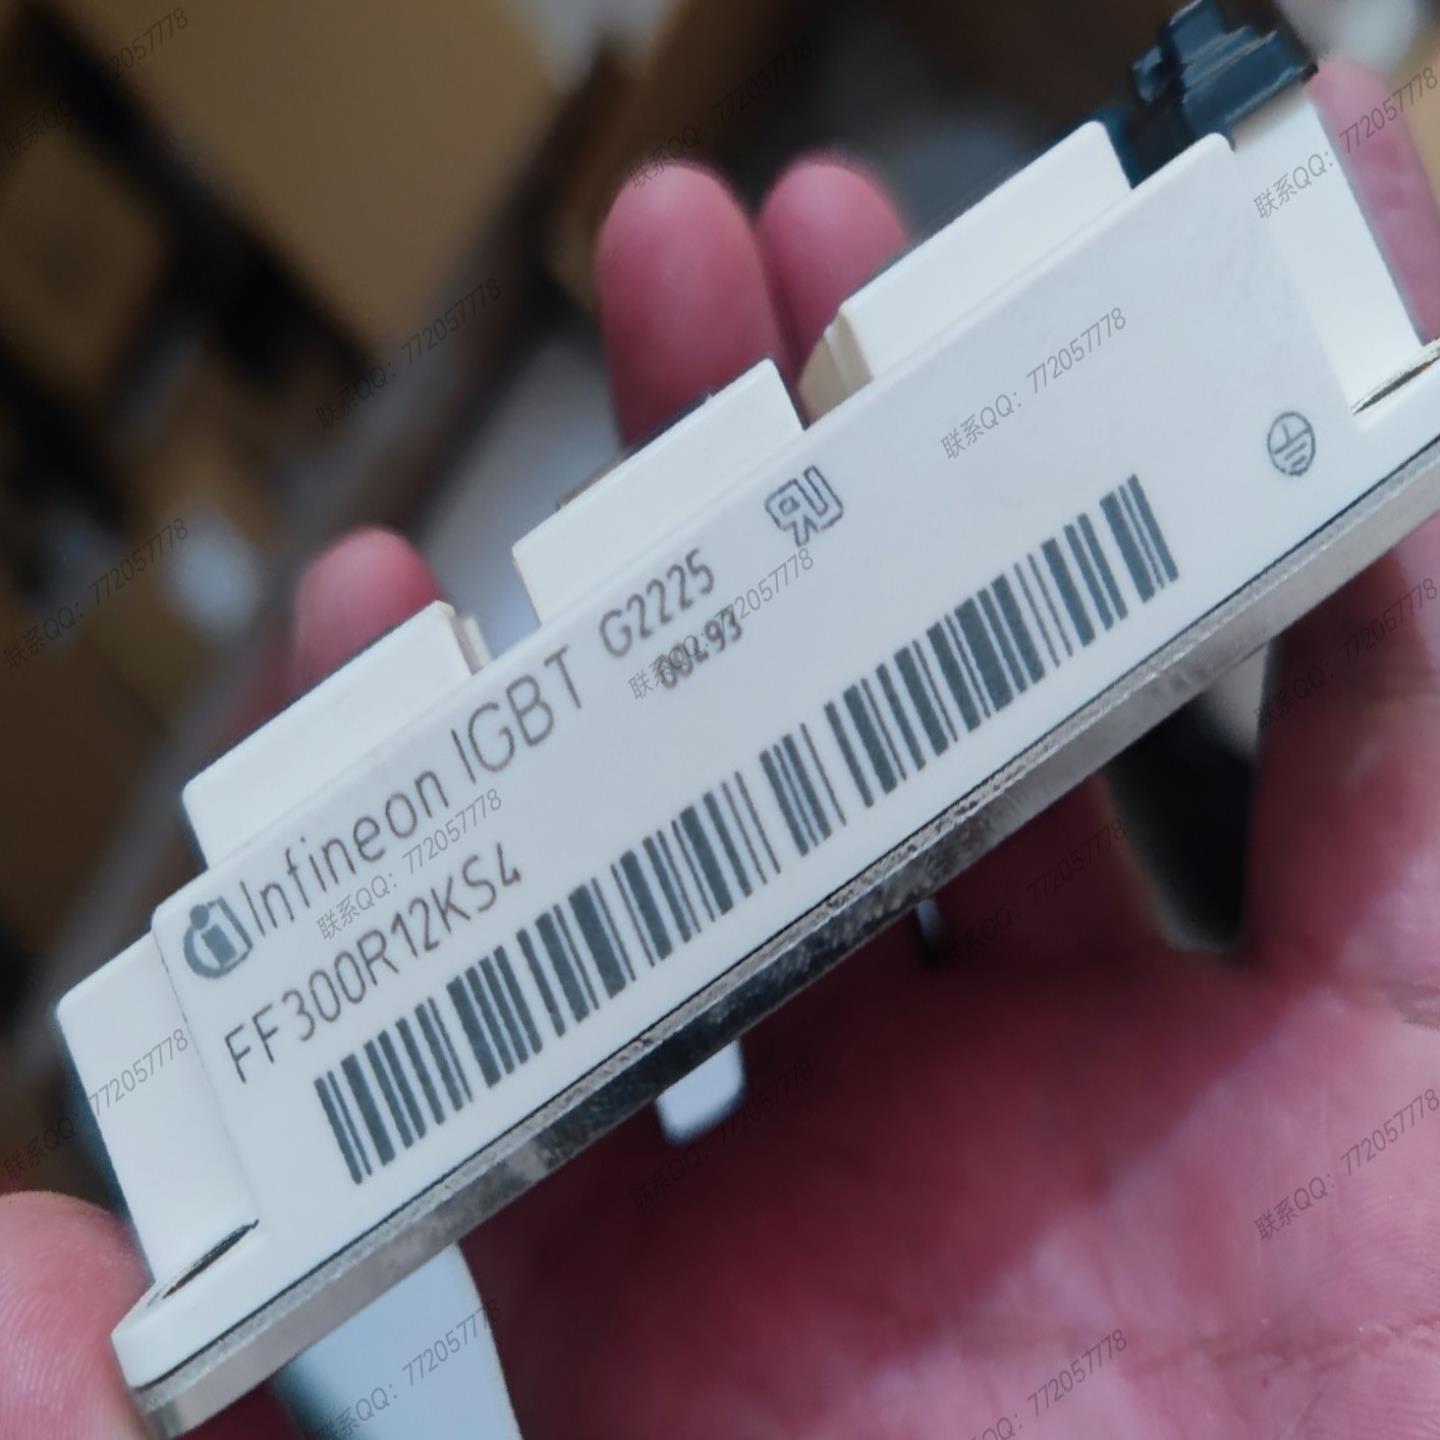 Infineon IGBT G2225
FF300R12KS4
联系QQ: 772057778